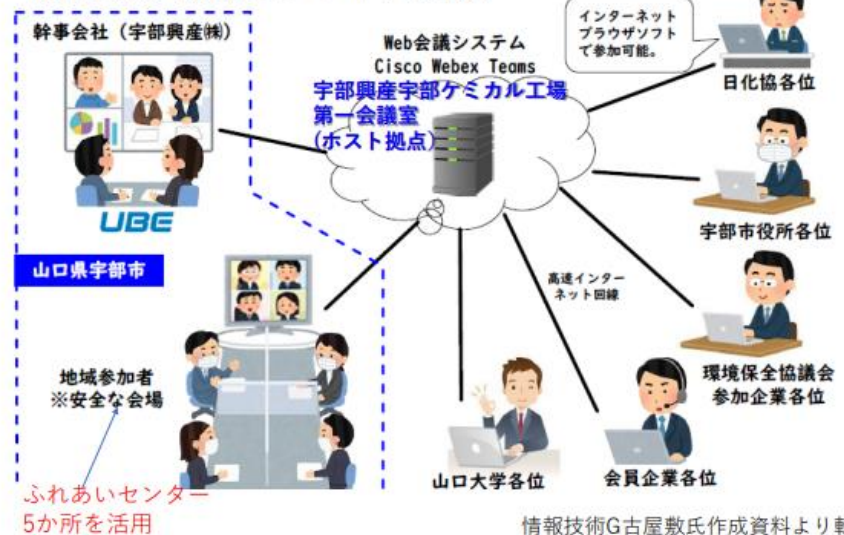 幹事会社（宇部興産㈱）
Web会議システム
Cisco Webex Teams
宇部興産宇部ケミカル工場
第一会議室
(ホスト拠点)
インターネット
ブラウザソフト
で参加可能。
日化協各位
UBE
宇部市役所各位
山口県宇部市
高速インター
ネット回線
地域参加者
※安全な会場
環境保全協議会
参加企業各位
山口大学各位
会員企業各位
ふれあいセンター
5か所を活用
情報技術G古屋敷氏作成資料より